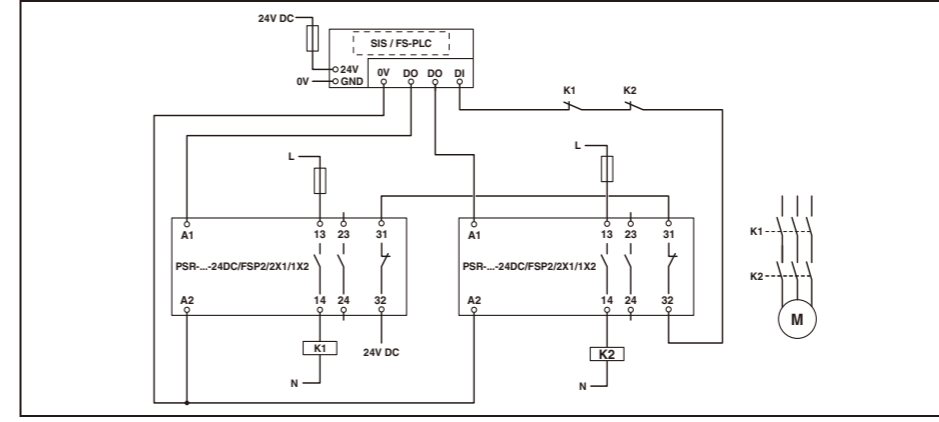 24V DC
SIS / FS-PLC
24V
0V DO DO DI
0V GND
K1 K2
L L
A1 13 23 31 A1 13 23 31
K1
PSR-...-24DC/FSP2/2X1/1X2 PSR-...-24DC/FSP2/2X1/1X2
K2
A2 14 24 32 A2 14 24 32
M
K1 24V DC K2
N N